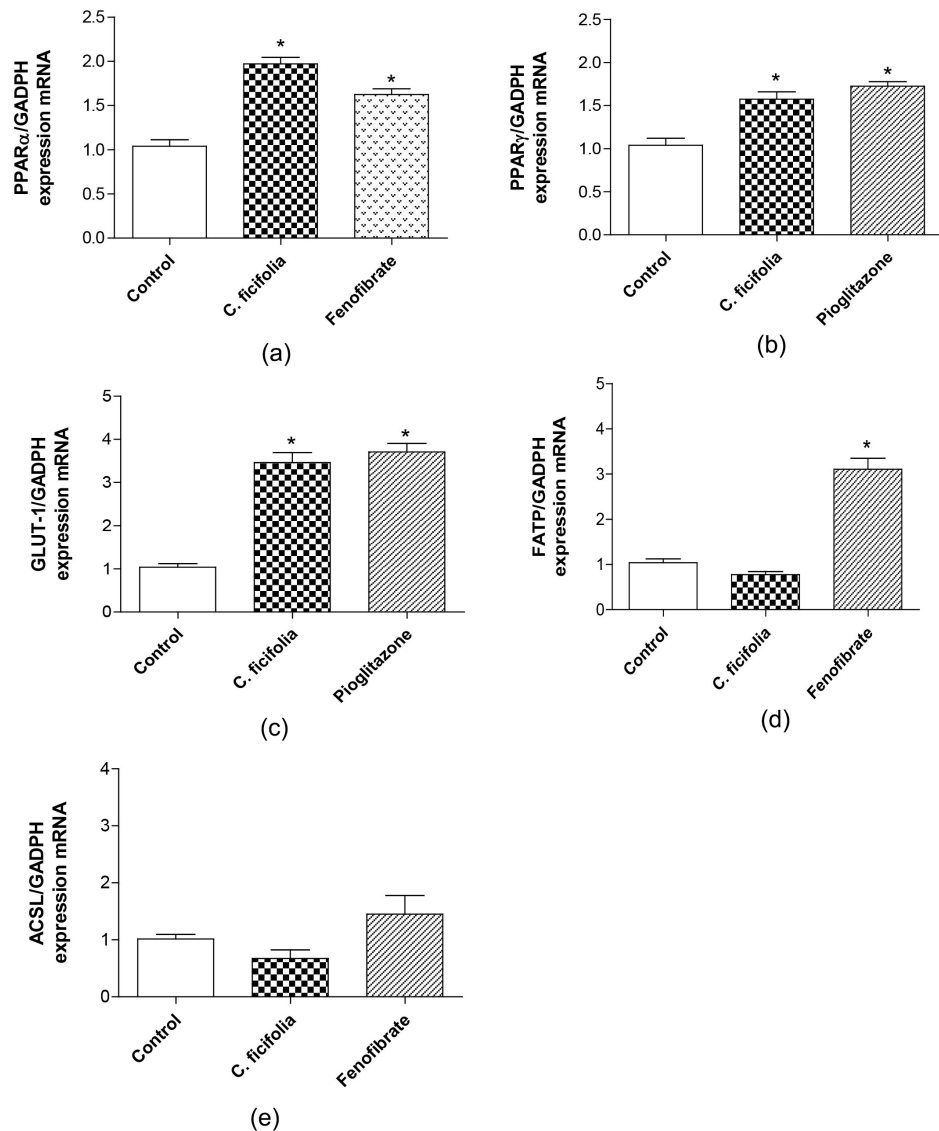 PPARα/GADPH
expression mRNA
2.5
2.0
1.5
1.0
0.5
0.0
*
*
Control
C. ficifolia
Fenofibrate
(a)
PPARγ/GADPH
expression mRNA
2.5
2.0
1.5
1.0
0.5
0.0
*
*
Control
C. ficifolia
Pioglitazone
(b)
GLUT-1/GADPH
expression mRNA
5
4
3
2
1
0
*
*
Control
C. ficifolia
Pioglitazone
(c)
FATP/GADPH
expression mRNA
5
4
3
2
1
0
*
Control
C. ficifolia
Fenofibrate
(d)
ACSL/GADPH
expression mRNA
4
3
2
1
0
Control
C. ficifolia
Fenofibrate
(e)